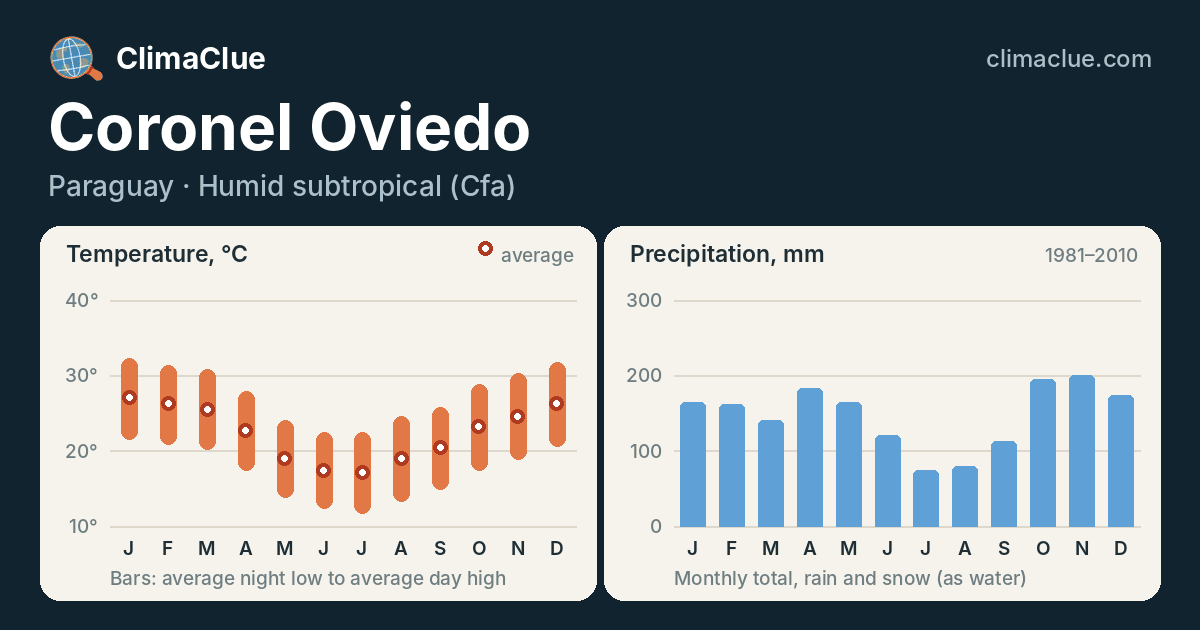 ClimaClue
climaclue.com
Coronel Oviedo
Paraguay · Humid subtropical (Cfa)
Temperature, °C
average
40°
30°
20°
10°
J F M A M J J A S O N D
Bars: average night low to average day high
Precipitation, mm
1981–2010
300
200
100
0
J F M A M J J A S O N D
Monthly total, rain and snow (as water)